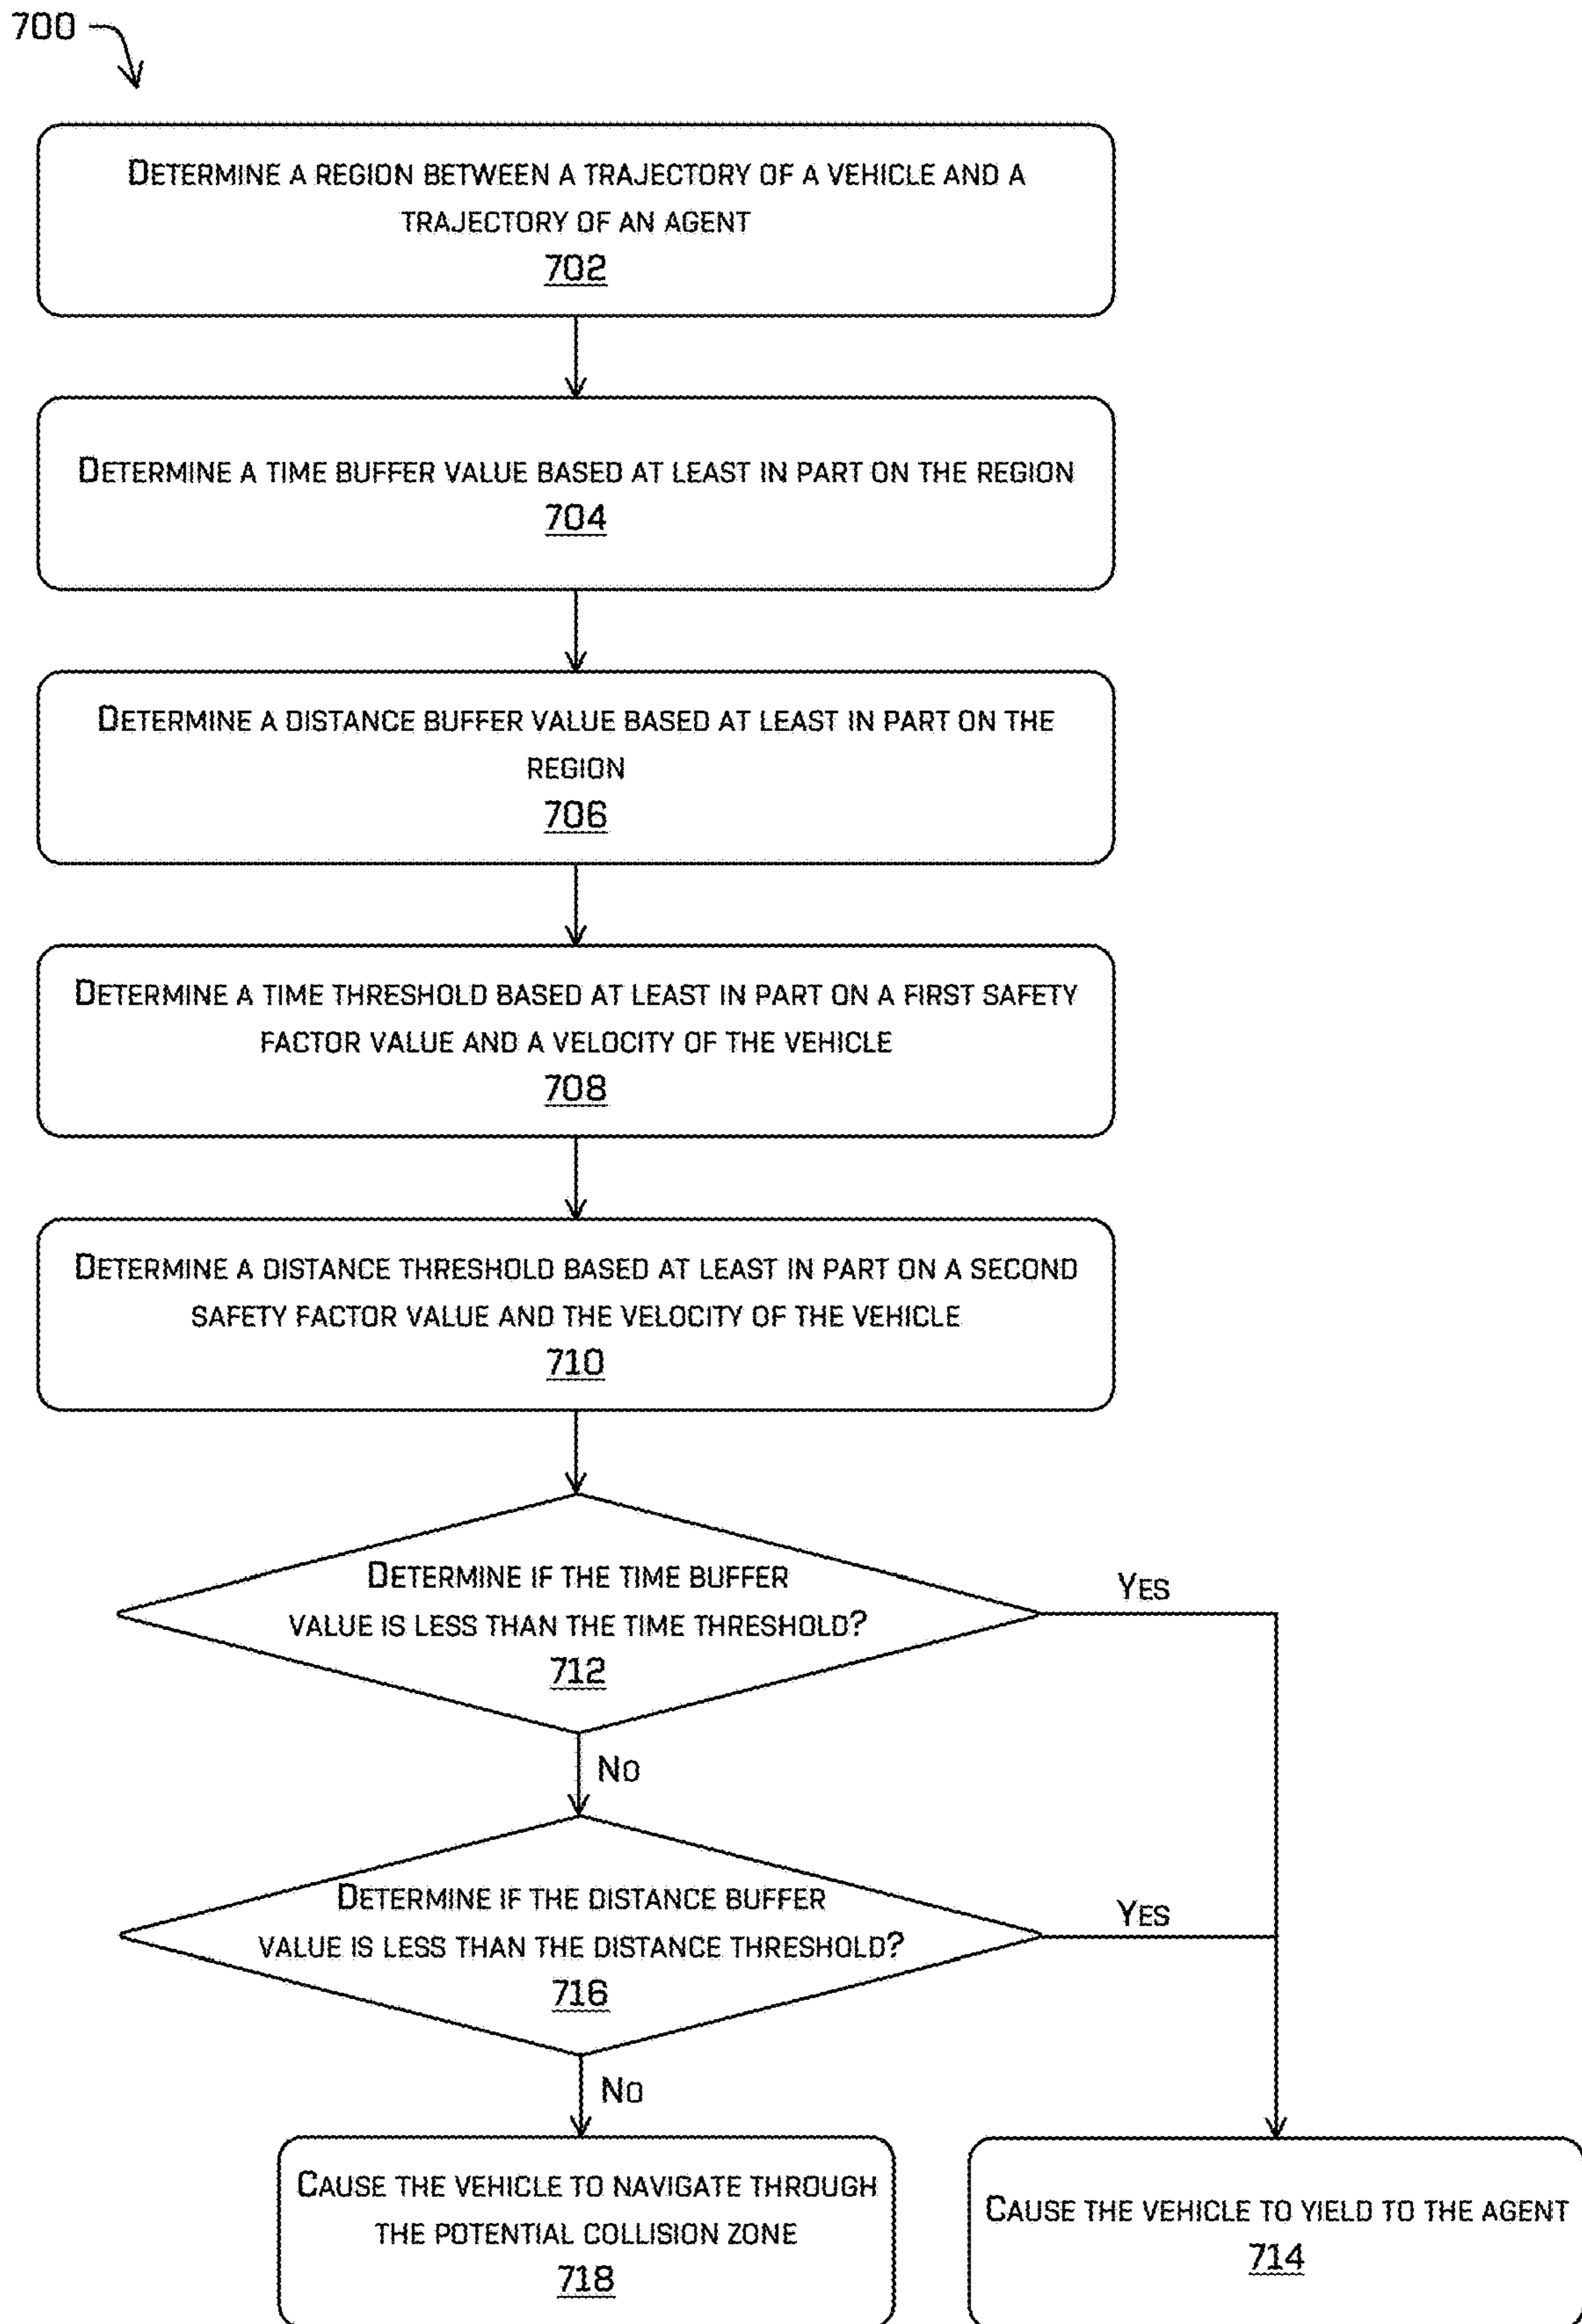 700
DETERMINE A REGION BETWEEN A TRAJECTORY OF A VEHICLE AND A
TRAJECTORY OF AN AGENT
702
DETERMINE A TIME BUFFER VALUE BASED AT LEAST IN PART ON THE REGION
704
DETERMINE A DISTANCE BUFFER VALUE BASED AT LEAST IN PART ON THE
REGION
706
DETERMINE A TIME THRESHOLD BASED AT LEAST IN PART ON A FIRST SAFETY
FACTOR VALUE AND A VELOCITY OF THE VEHICLE
708
DETERMINE A DISTANCE THRESHOLD BASED AT LEAST IN PART ON A SECOND
SAFETY FACTOR VALUE AND THE VELOCITY OF THE VEHICLE
710
DETERMINE IF THE TIME BUFFER
VALUE IS LESS THAN THE TIME THRESHOLD?
712
YES
NO
DETERMINE IF THE DISTANCE BUFFER
VALUE IS LESS THAN THE DISTANCE THRESHOLD?
716
YES
NO
CAUSE THE VEHICLE TO NAVIGATE THROUGH
THE POTENTIAL COLLISION ZONE
718
CAUSE THE VEHICLE TO YIELD TO THE AGENT
714